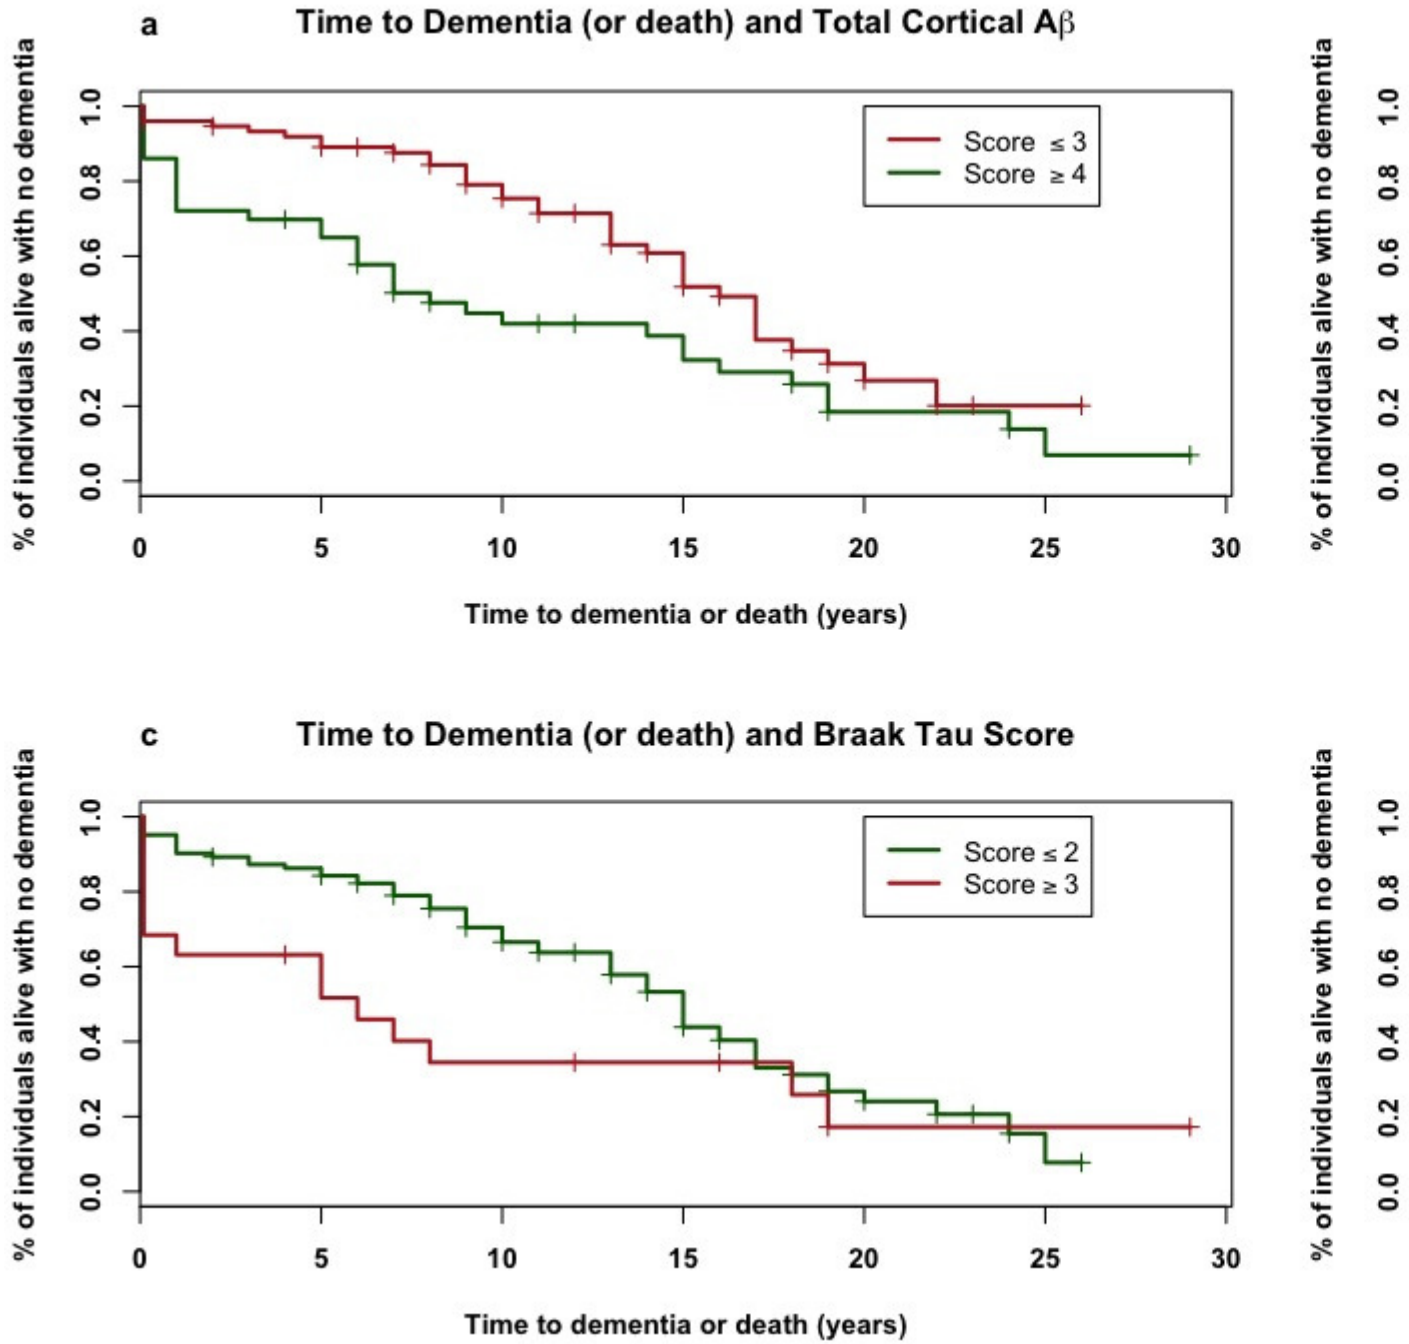 a
Time to Dementia (or death) and Total Cortical Aβ
% of individuals alive with no dementia
1.0
0.8
0.6
0.4
0.2
0.0
Score ≤ 3
Score ≥ 4
0 5 10 15 20 25 30
Time to dementia or death (years)
% of individuals alive with no dementia
1.0
0.8
0.6
0.4
0.2
0.0
c
Time to Dementia (or death) and Braak Tau Score
% of individuals alive with no dementia
1.0
0.8
0.6
0.4
0.2
0.0
Score ≤ 2
Score ≥ 3
0 5 10 15 20 25 30
Time to dementia or death (years)
% of individuals alive with no dementia
1.0
0.8
0.6
0.4
0.2
0.0